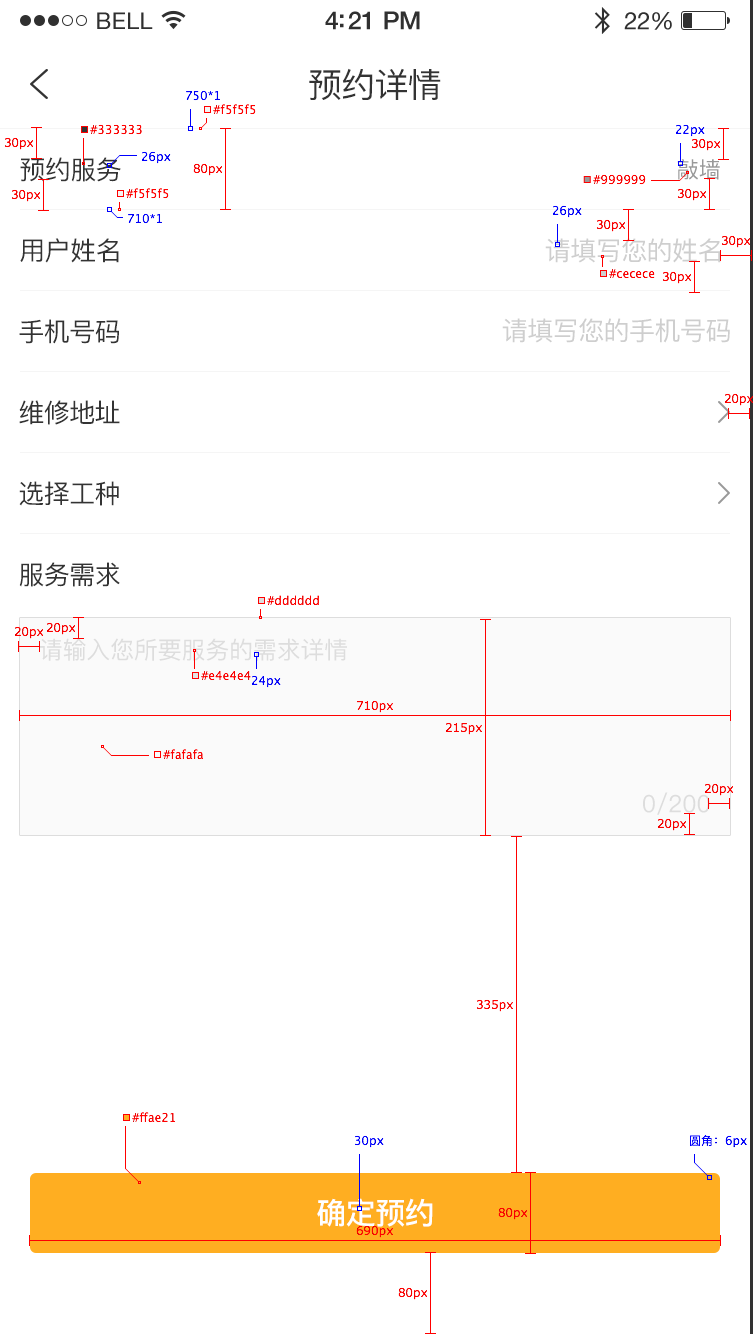 BELL 4:21 PM 22%
预约详情
750*1 #f5f5f5
#333333 22px
30px 26px 80px 30px
预约服务 敲墙
#999999
30px #f5f5f5 30px
710*1 26px
30px
用户姓名 请填写您的姓名 30px
#cecece 30px
手机号码 请填写您的手机号码
20px
维修地址
选择工种
服务需求
#dddddd
20px 20px
请输入您所要服务的需求详情
#e4e4e4 24px
710px
215px
#fafafa
20px
0/200
20px
335px
#ffae21
30px 圆角：6px
确定预约 80px
690px
80px